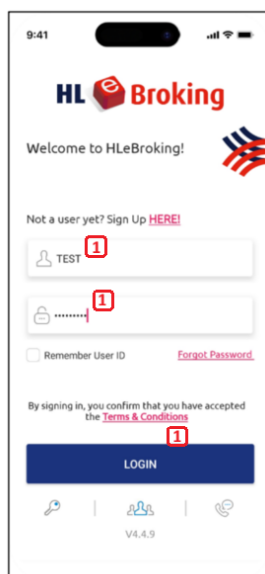 9:41
HL e Broking
Welcome to HLeBroking!
Not a user yet? Sign Up HERE!
TEST 1
•••••••••| 1
Remember User ID Forgot Password
By signing in, you confirm that you have accepted
the Terms & Conditions
1
LOGIN
V4.4.9